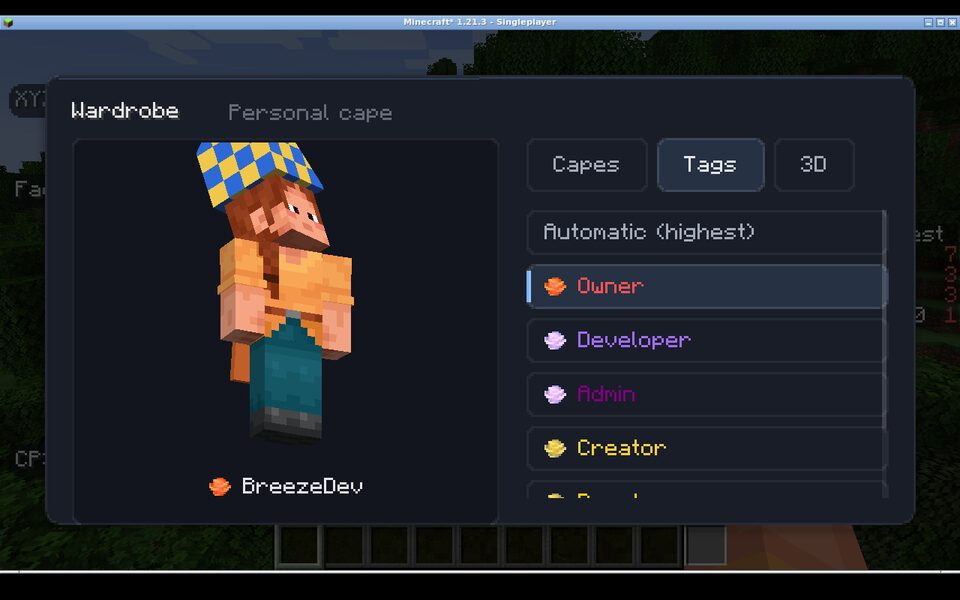 Minecraft* 1.21.3 - Singleplayer
Wardrobe
Personal cape
Capes
Tags
3D
Automatic (highest)
Owner
Developer
Admin
Creator
BreezeDev